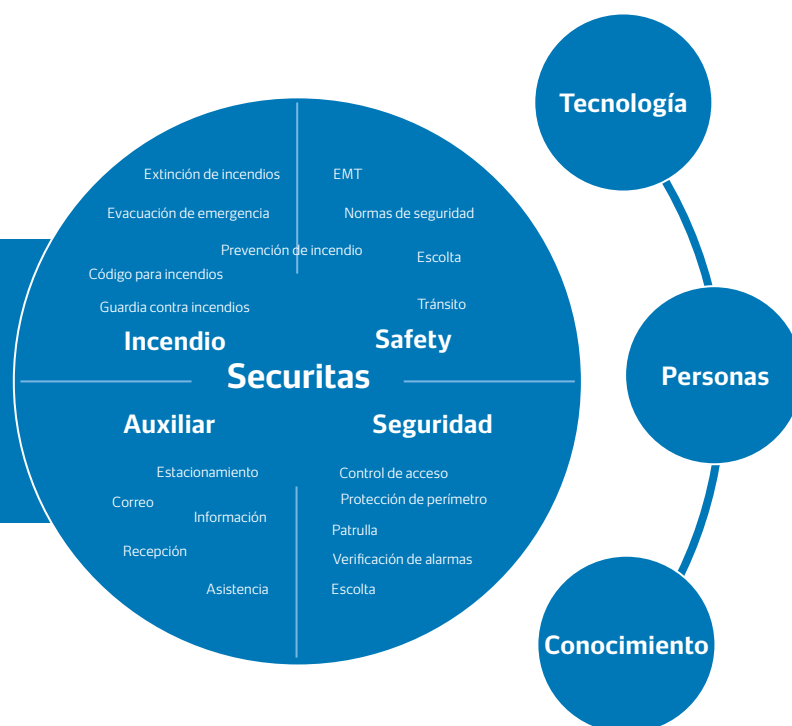 Tecnología
Personas
Conocimiento
Extinción de incendios
Evacuación de emergencia
Prevención de incendio
Código para incendios
Guardia contra incendios
Incendio
EMT
Normas de seguridad
Escolta
Tránsito
Safety
Securitas
Auxiliar
Estacionamiento
Correo
Información
Recepción
Asistencia
Seguridad
Control de acceso
Protección de perímetro
Patrulla
Verificación de alarmas
Escolta